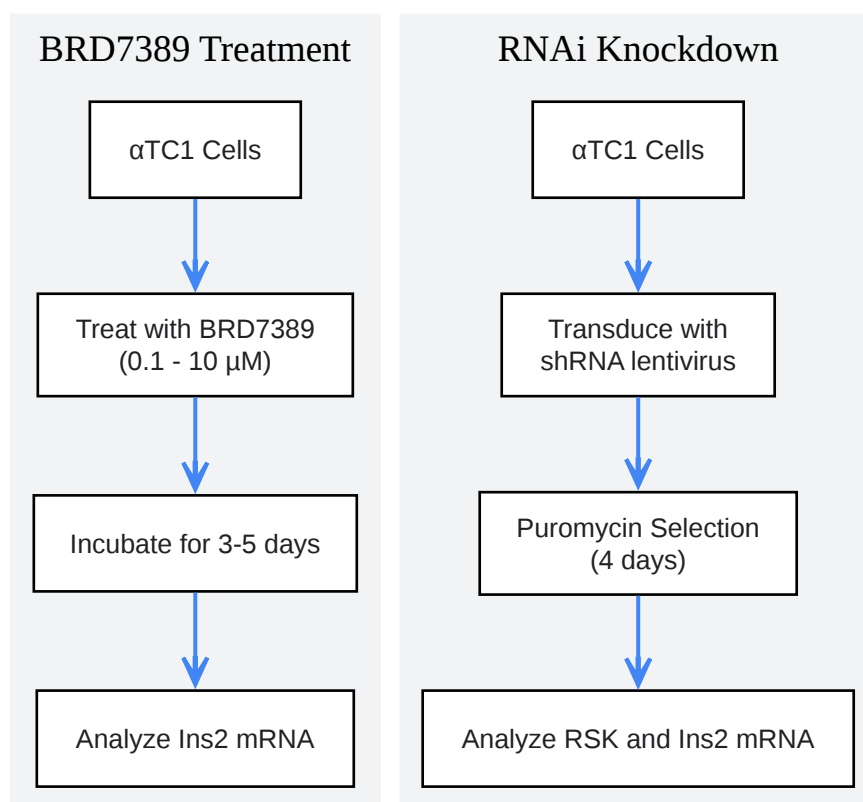 BRD7389 Treatment
αTC1 Cells
Treat with BRD7389
(0.1 - 10 µM)
Incubate for 3-5 days
Analyze Ins2 mRNA
RNAi Knockdown
αTC1 Cells
Transduce with
shRNA lentivirus
Puromycin Selection
(4 days)
Analyze RSK and Ins2 mRNA